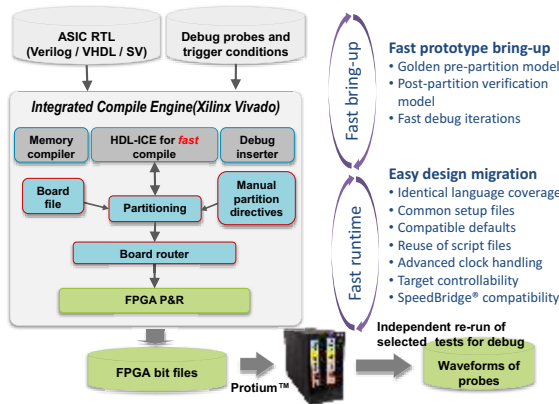 ASIC RTL
(Verilog / VHDL / SV)
Debug probes and
trigger conditions
Integrated Compile Engine(Xilinx Vivado)
Memory
compiler
HDL-ICE for fast
compile
Debug
inserter
Board
file
Partitioning
Manual
partition
directives
Board router
FPGA P&R
FPGA bit files
Protium™
Fast bring-up
Fast runtime
Fast prototype bring-up
• Golden pre-partition model
• Post-partition verification
model
• Fast debug iterations
Easy design migration
• Identical language coverage
• Common setup files
• Compatible defaults
• Reuse of script files
• Advanced clock handling
• Target controllability
• SpeedBridge® compatibility
Independent re-run of
selected tests for debug
Waveforms of
probes